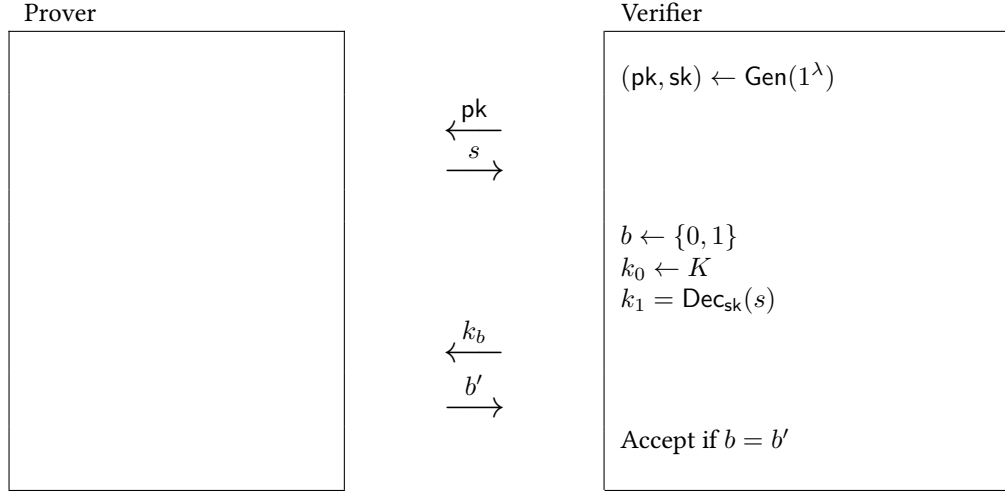 Prover
Verifier
(pk, sk) ← Gen(1^λ)
pk
s
b ← {0, 1}
k_0 ← K
k_1 = Dec_sk(s)
k_b
b′
Accept if b = b′